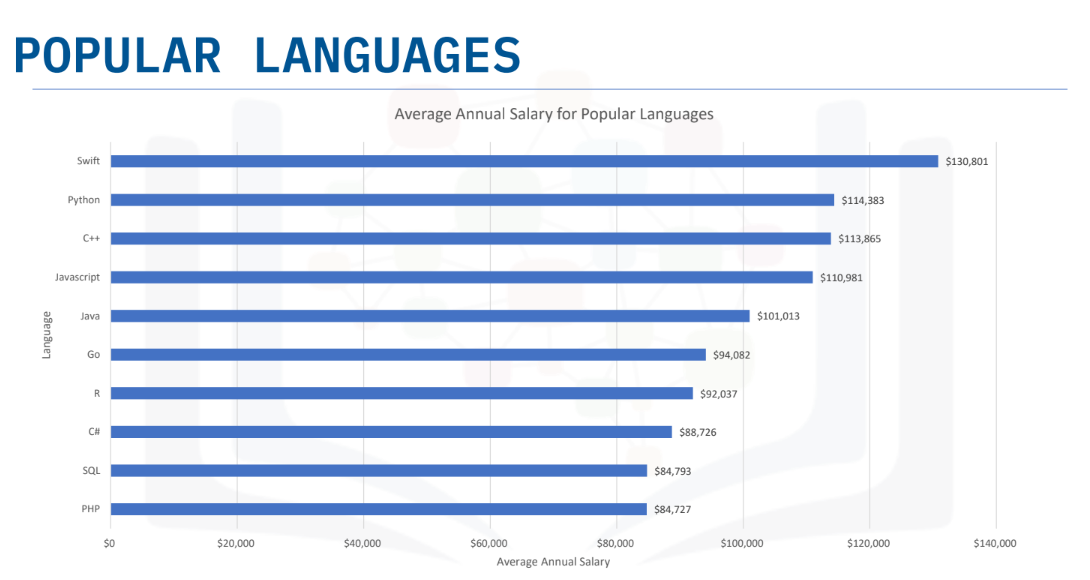 POPULAR LANGUAGES
Average Annual Salary for Popular Languages
Language
Swift $130,801
Python $114,383
C++ $113,865
Javascript $110,981
Java $101,013
Go $94,082
R $92,037
C# $88,726
SQL $84,793
PHP $84,727
$0 $20,000 $40,000 $60,000 $80,000 $100,000 $120,000 $140,000
Average Annual Salary